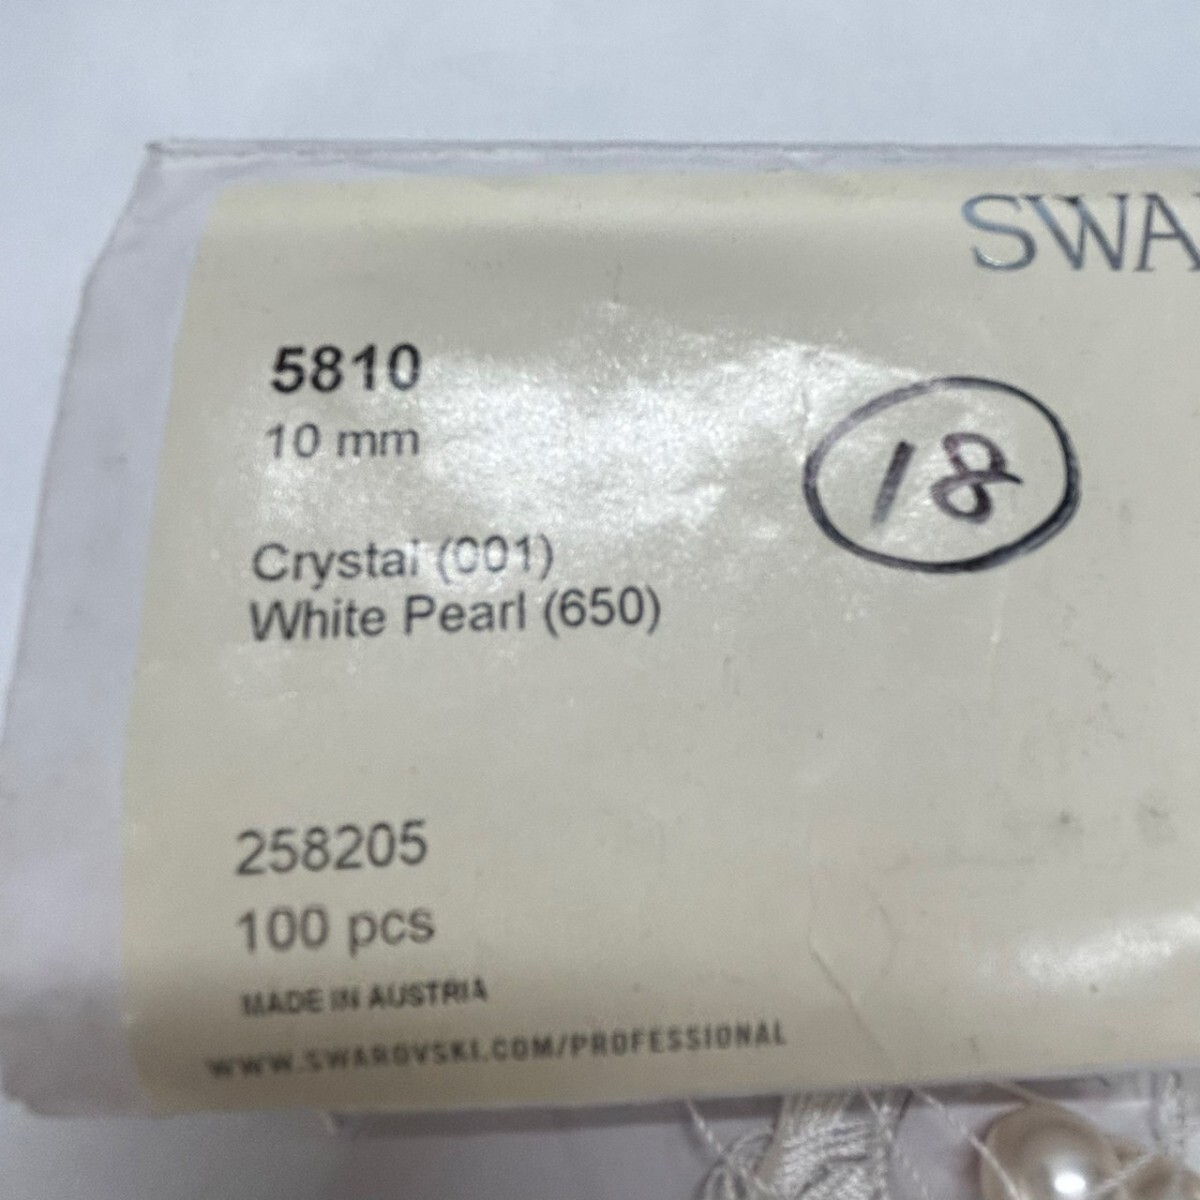 SWA
5810
10 mm
18
Crystal (001)
White Pearl (650)
258205
100 pcs
MADE IN AUSTRIA
WWW.SWAROVSKI.COM/PROFESSIONAL